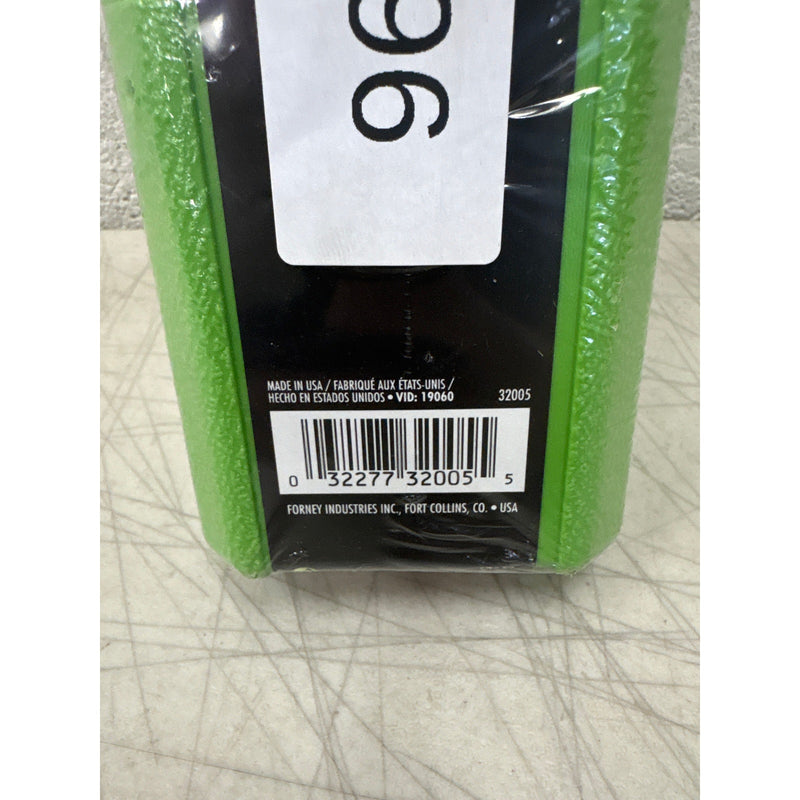 96
MADE IN USA / FABRIQUÉ AUX ÉTATS-UNIS /
HECHO EN ESTADOS UNIDOS • VID: 19060
32005
0 32277 32005 5
FORNEY INDUSTRIES INC., FORT COLLINS, CO. • USA